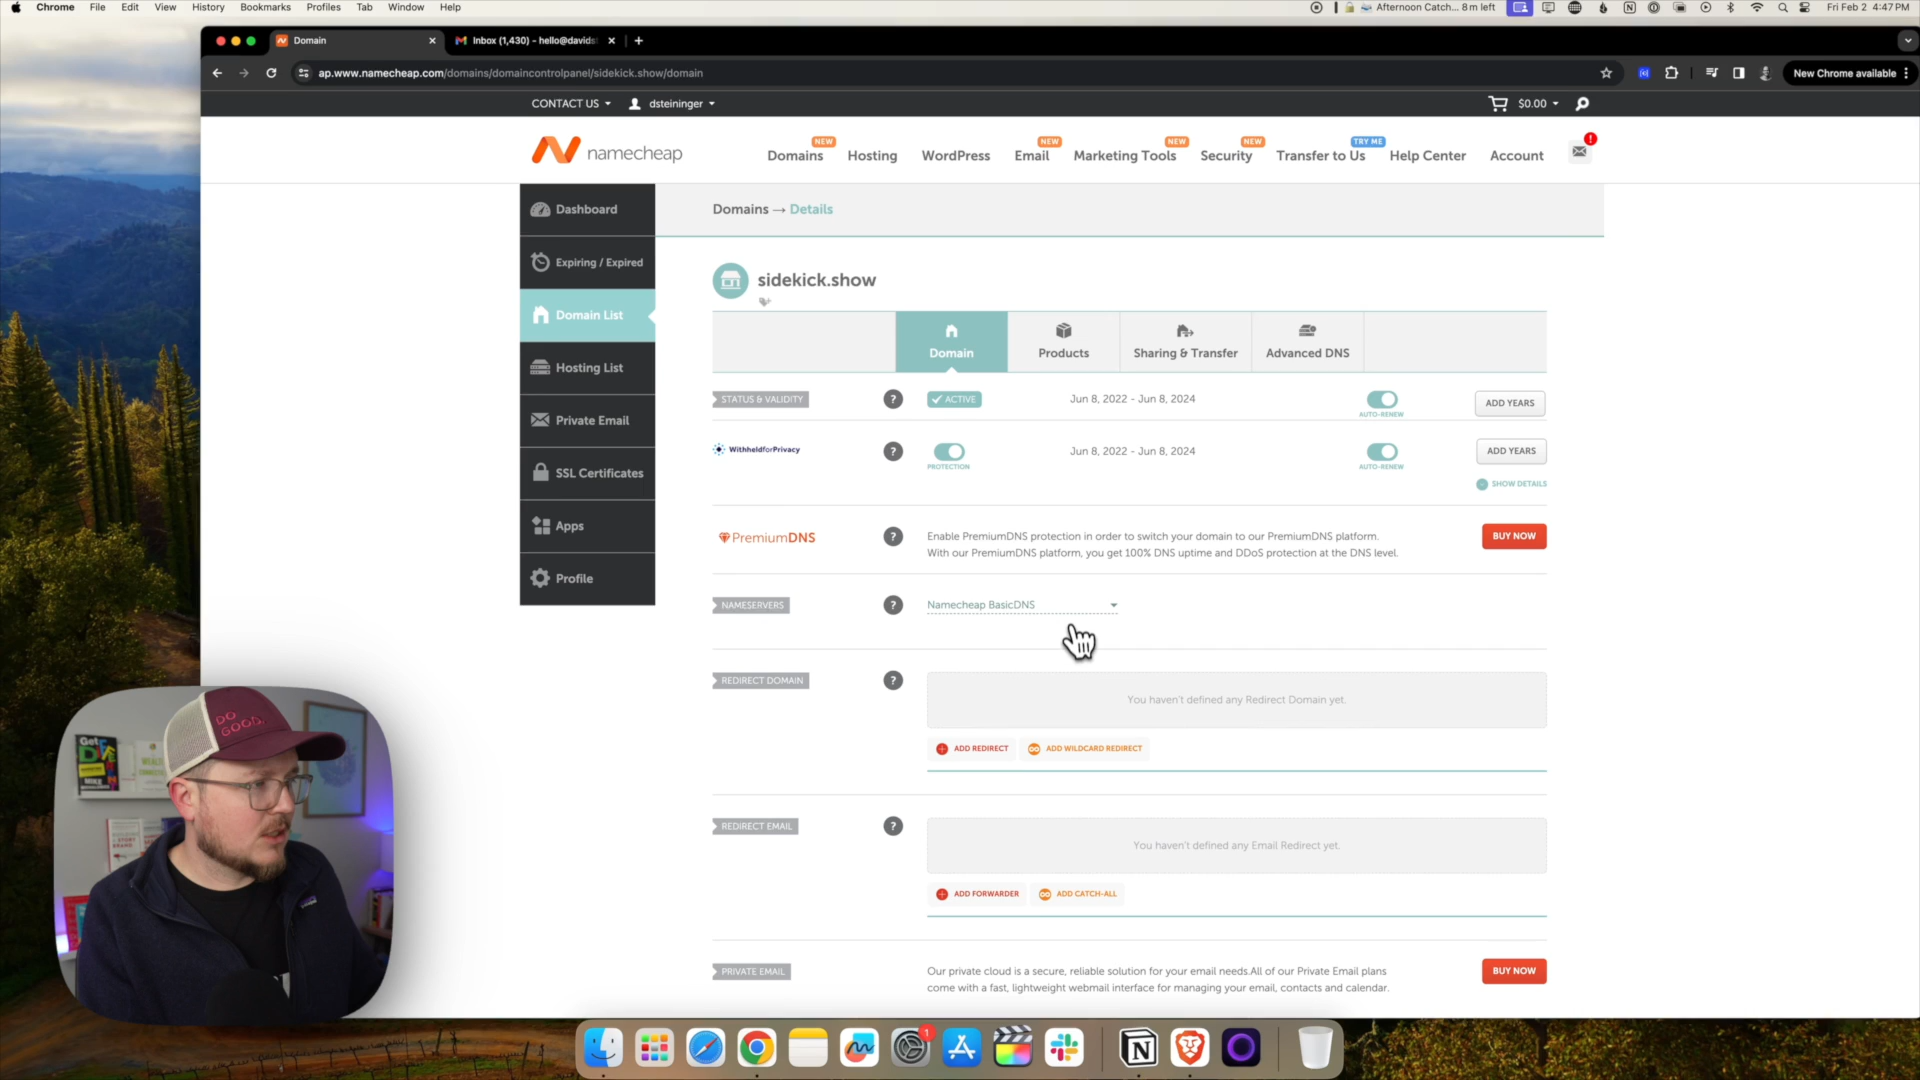 Chrome File Edit View History Bookmarks Profiles Tab Window Help
Afternoon Catch... 8 m left Fri Feb 2 4:47 PM
Domain
Inbox (1,430) - hello@davids
ap.www.namecheap.com/domains/domaincontrolpanel/sidekick.show/domain
New Chrome available
CONTACT US dsteininger $0.00
namecheap
NEW NEW NEW NEW TRY ME
Domains Hosting WordPress Email Marketing Tools Security Transfer to Us Help Center Account
!
Dashboard
Expiring / Expired
Domain List
Hosting List
Private Email
SSL Certificates
Apps
Profile
Domains → Details
sidekick.show
Domain Products Sharing & Transfer Advanced DNS
STATUS & VALIDITY ? ACTIVE Jun 8, 2022 - Jun 8, 2024 AUTO-RENEW ADD YEARS
WithheldforPrivacy ? PROTECTION Jun 8, 2022 - Jun 8, 2024 AUTO-RENEW ADD YEARS
SHOW DETAILS
PremiumDNS ? Enable PremiumDNS protection in order to switch your domain to our PremiumDNS platform. BUY NOW
With our PremiumDNS platform, you get 100% DNS uptime and DDoS protection at the DNS level.
NAMESERVERS ? Namecheap BasicDNS
REDIRECT DOMAIN ?
You haven't defined any Redirect Domain yet.
ADD REDIRECT ADD WILDCARD REDIRECT
REDIRECT EMAIL ?
You haven't defined any Email Redirect yet.
ADD FORWARDER ADD CATCH-ALL
PRIVATE EMAIL Our private cloud is a secure, reliable solution for your email needs.All of our Private Email plans BUY NOW
come with a fast, lightweight webmail interface for managing your email, contacts and calendar.
DO
GOOD.
Get
MIKE
1